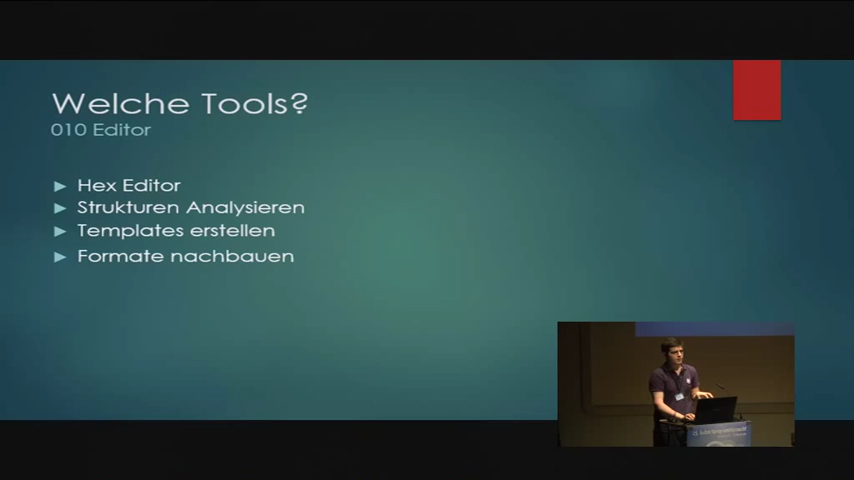 Welche Tools?
010 Editor
Hex Editor
Strukturen Analysieren
Templates erstellen
Formate nachbauen